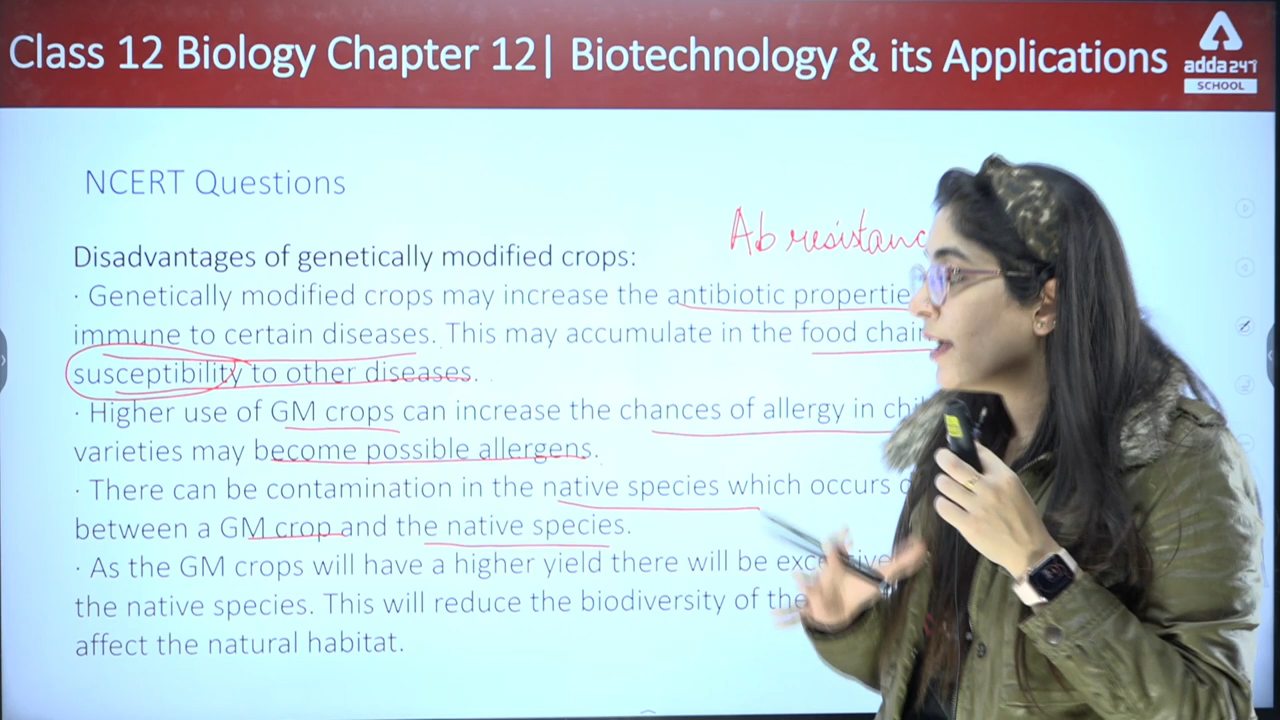 Class 12 Biology Chapter 12| Biotechnology & its Applications
adda247
SCHOOL
NCERT Questions
Ab resistanc
Disadvantages of genetically modified crops:
· Genetically modified crops may increase the antibiotic propertie
immune to certain diseases. This may accumulate in the food chain
susceptibility to other diseases.
· Higher use of GM crops can increase the chances of allergy in chi
varieties may become possible allergens.
· There can be contamination in the native species which occurs
between a GM crop and the native species.
· As the GM crops will have a higher yield there will be
the native species. This will reduce the biodiversity of the
affect the natural habitat.